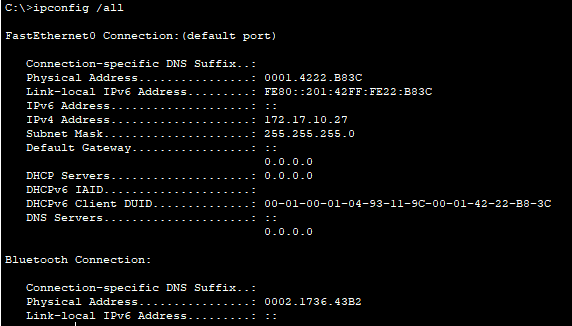 C:\>ipconfig /all
FastEthernet0 Connection:(default port)
Connection-specific DNS Suffix..:
Physical Address................: 0001.4222.B83C
Link-local IPv6 Address.........: FE80::201:42FF:FE22:B83C
IPv6 Address....................: ::
IPv4 Address....................: 172.17.10.27
Subnet Mask.....................: 255.255.255.0
Default Gateway.................: ::
0.0.0.0
DHCP Servers....................: 0.0.0.0
DHCPv6 IAID.....................:
DHCPv6 Client DUID..............: 00-01-00-01-04-93-11-9C-00-01-42-22-B8-3C
DNS Servers.....................: ::
0.0.0.0
Bluetooth Connection:
Connection-specific DNS Suffix..:
Physical Address................: 0002.1736.43B2
Link-local IPv6 Address.........: ::